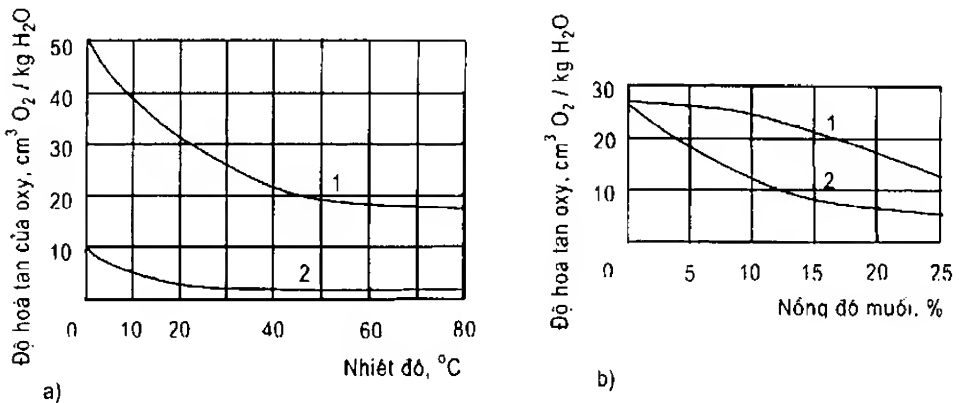 Độ hoà tan của oxy, cm³ O₂ / kg H₂O
50
40
30
20
10
1
2
0 10 20 40 60 80
Nhiệt độ, °C
a)
Độ hoà tan oxy, cm³ O₂ / kg H₂O
30
20
10
1
2
0 5 10 15 20 25
Nồng độ muối. %
b)